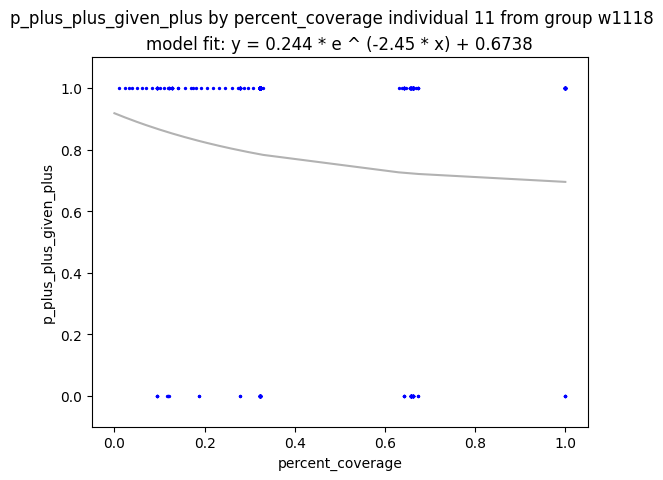 p_plus_plus_given_plus by percent_coverage individual 11 from group w1118
model fit: y = 0.244 * e ^ (-2.45 * x) + 0.6738
p_plus_plus_given_plus
1.0
0.8
0.6
0.4
0.2
0.0
0.0 0.2 0.4 0.6 0.8 1.0
percent_coverage